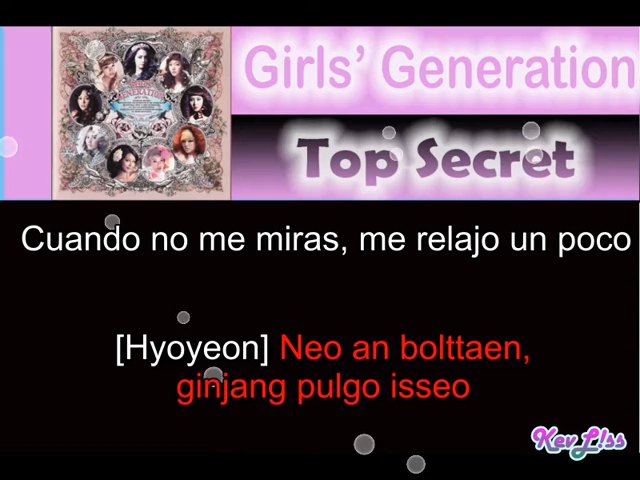 Girls' Generation
Top Secret
Cuando no me miras, me relajo un poco
[Hyoyeon] Neo an bolttaen,
ginjang pulgo isseo
KevL!ss